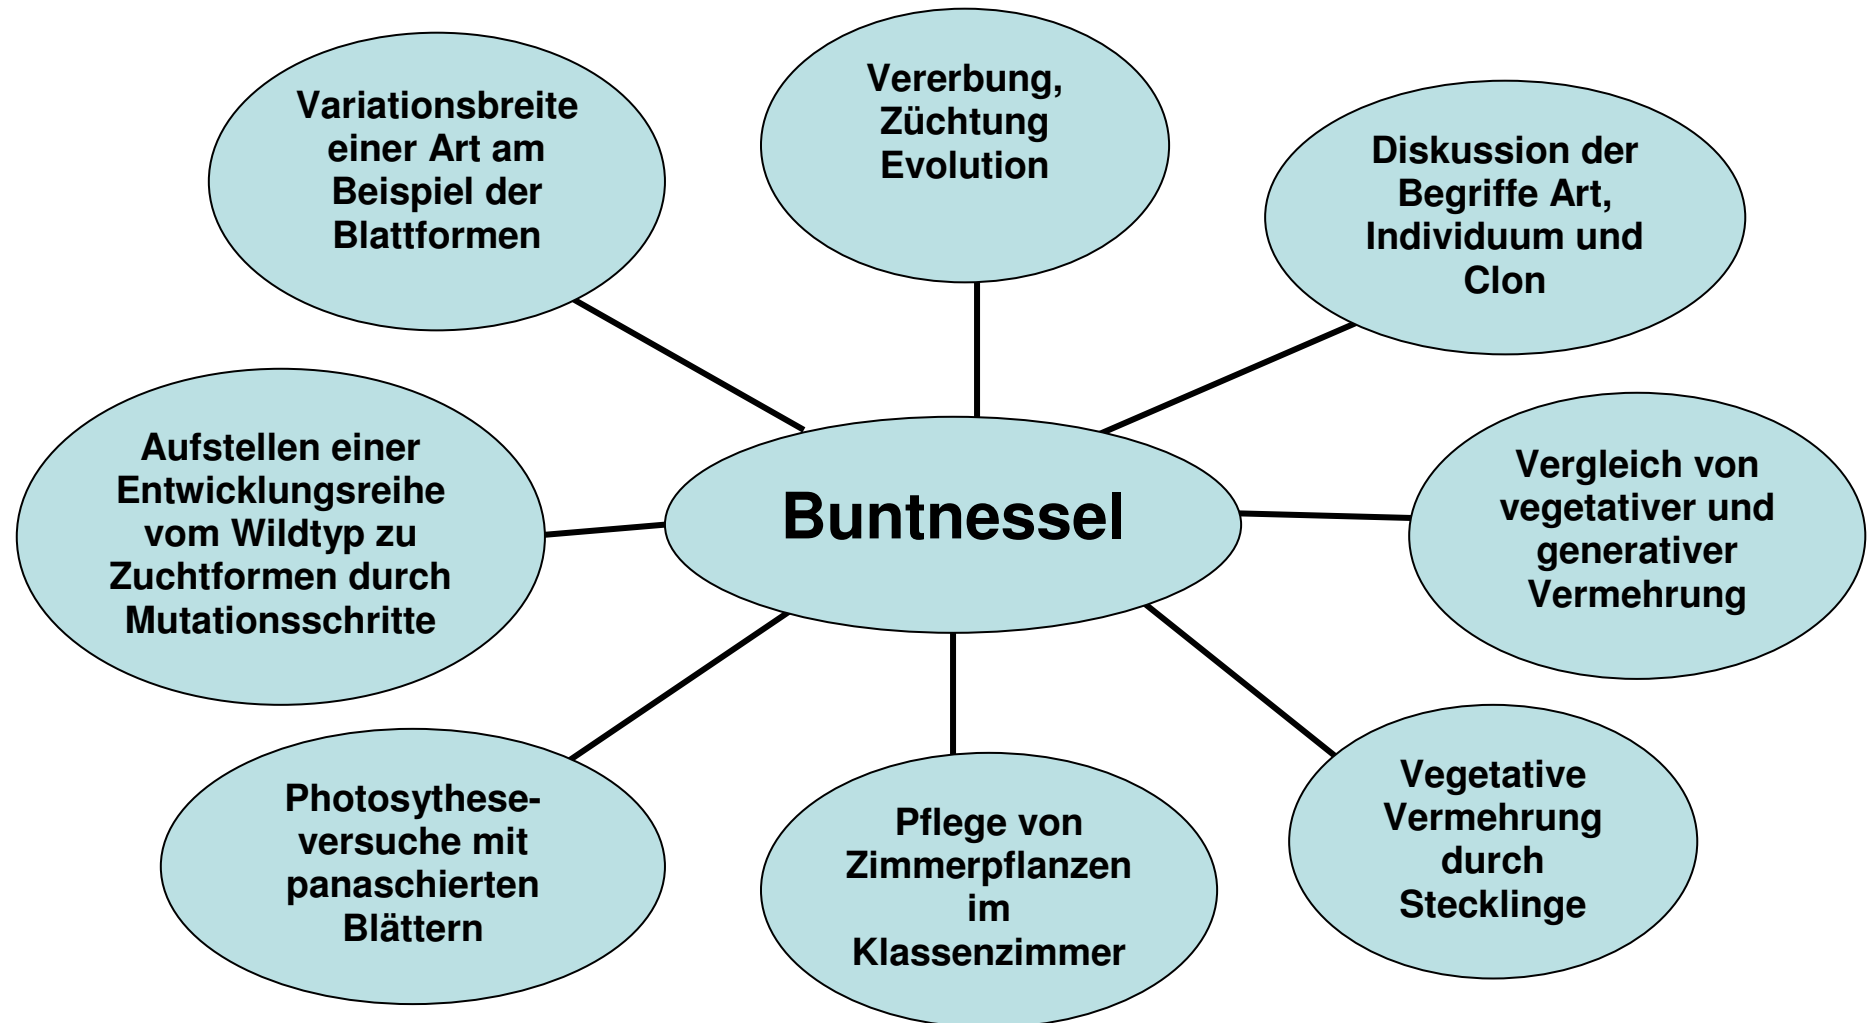 Variationsbreite
einer Art am
Beispiel der
Blattformen
Vererbung,
Züchtung
Evolution
Diskussion der
Begriffe Art,
Individuum und
Clon
Aufstellen einer
Entwicklungsreihe
vom Wildtyp zu
Zuchtformen durch
Mutationsschritte
Buntnessel
Vergleich von
vegetativer und
generativer
Vermehrung
Photosythese-
versuche mit
panaschierten
Blättern
Pflege von
Zimmerpflanzen
im
Klassenzimmer
Vegetative
Vermehrung
durch
Stecklinge